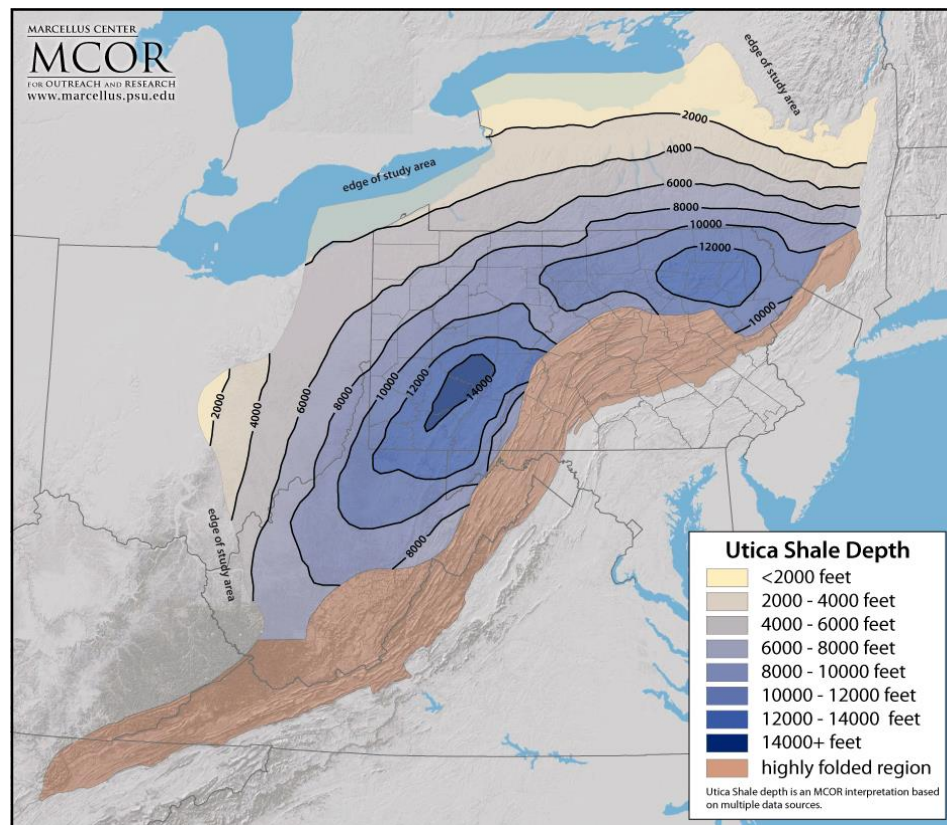 MARCELLUS CENTER
MCOR
FOR OUTREACH AND RESEARCH
www.marcellus.psu.edu
edge of study area
2000
4000
edge of study area
6000
8000
10000
12000
10000
2000
4000
6000
8000
10000
12000
14000
8000
edge of study area
Utica Shale Depth
<2000 feet
2000 - 4000 feet
4000 - 6000 feet
6000 - 8000 feet
8000 - 10000 feet
10000 - 12000 feet
12000 - 14000 feet
14000+ feet
highly folded region
Utica Shale depth is an MCOR interpretation based
on multiple data sources.